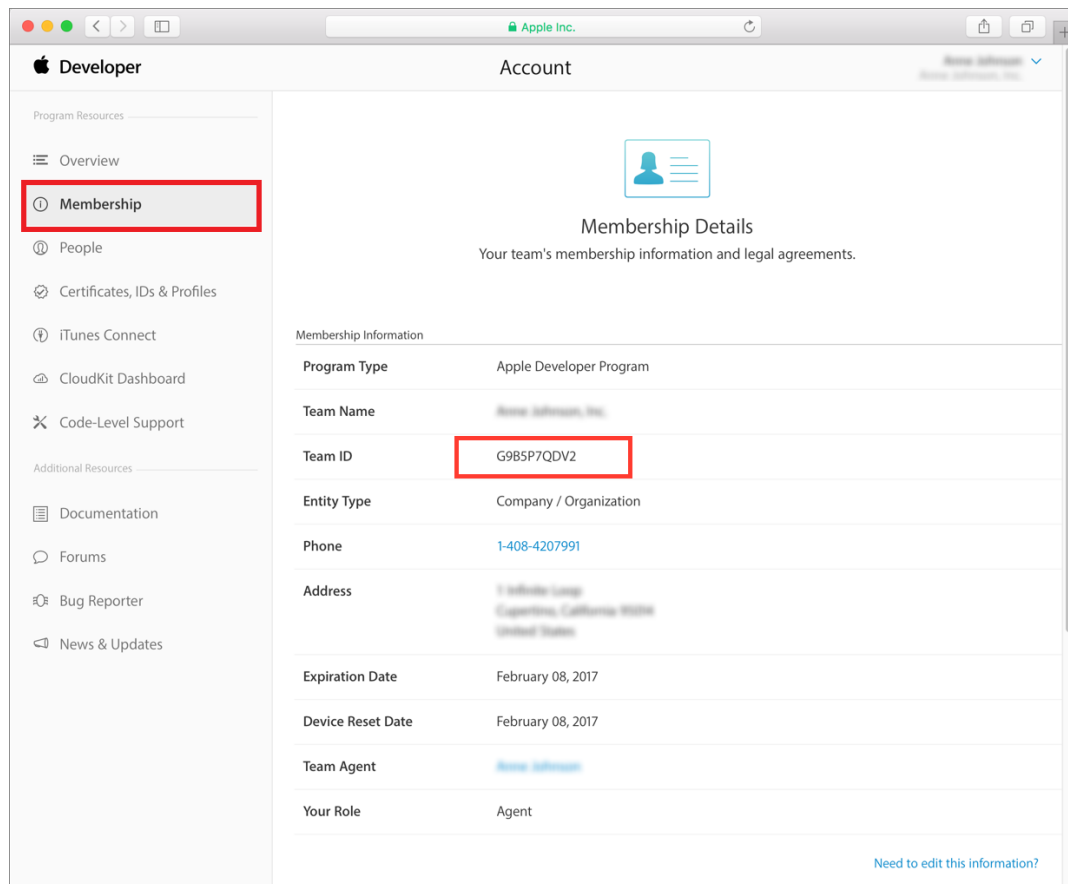 Apple Inc.
Developer
Account
Program Resources
Overview
Membership
People
Certificates, IDs & Profiles
iTunes Connect
CloudKit Dashboard
Code-Level Support
Additional Resources
Documentation
Forums
Bug Reporter
News & Updates
Membership Details
Your team's membership information and legal agreements.
Membership Information
Program Type Apple Developer Program
Team Name
Team ID G9B5P7QDV2
Entity Type Company / Organization
Phone 1-408-4207991
Address
Expiration Date February 08, 2017
Device Reset Date February 08, 2017
Team Agent
Your Role Agent
Need to edit this information?